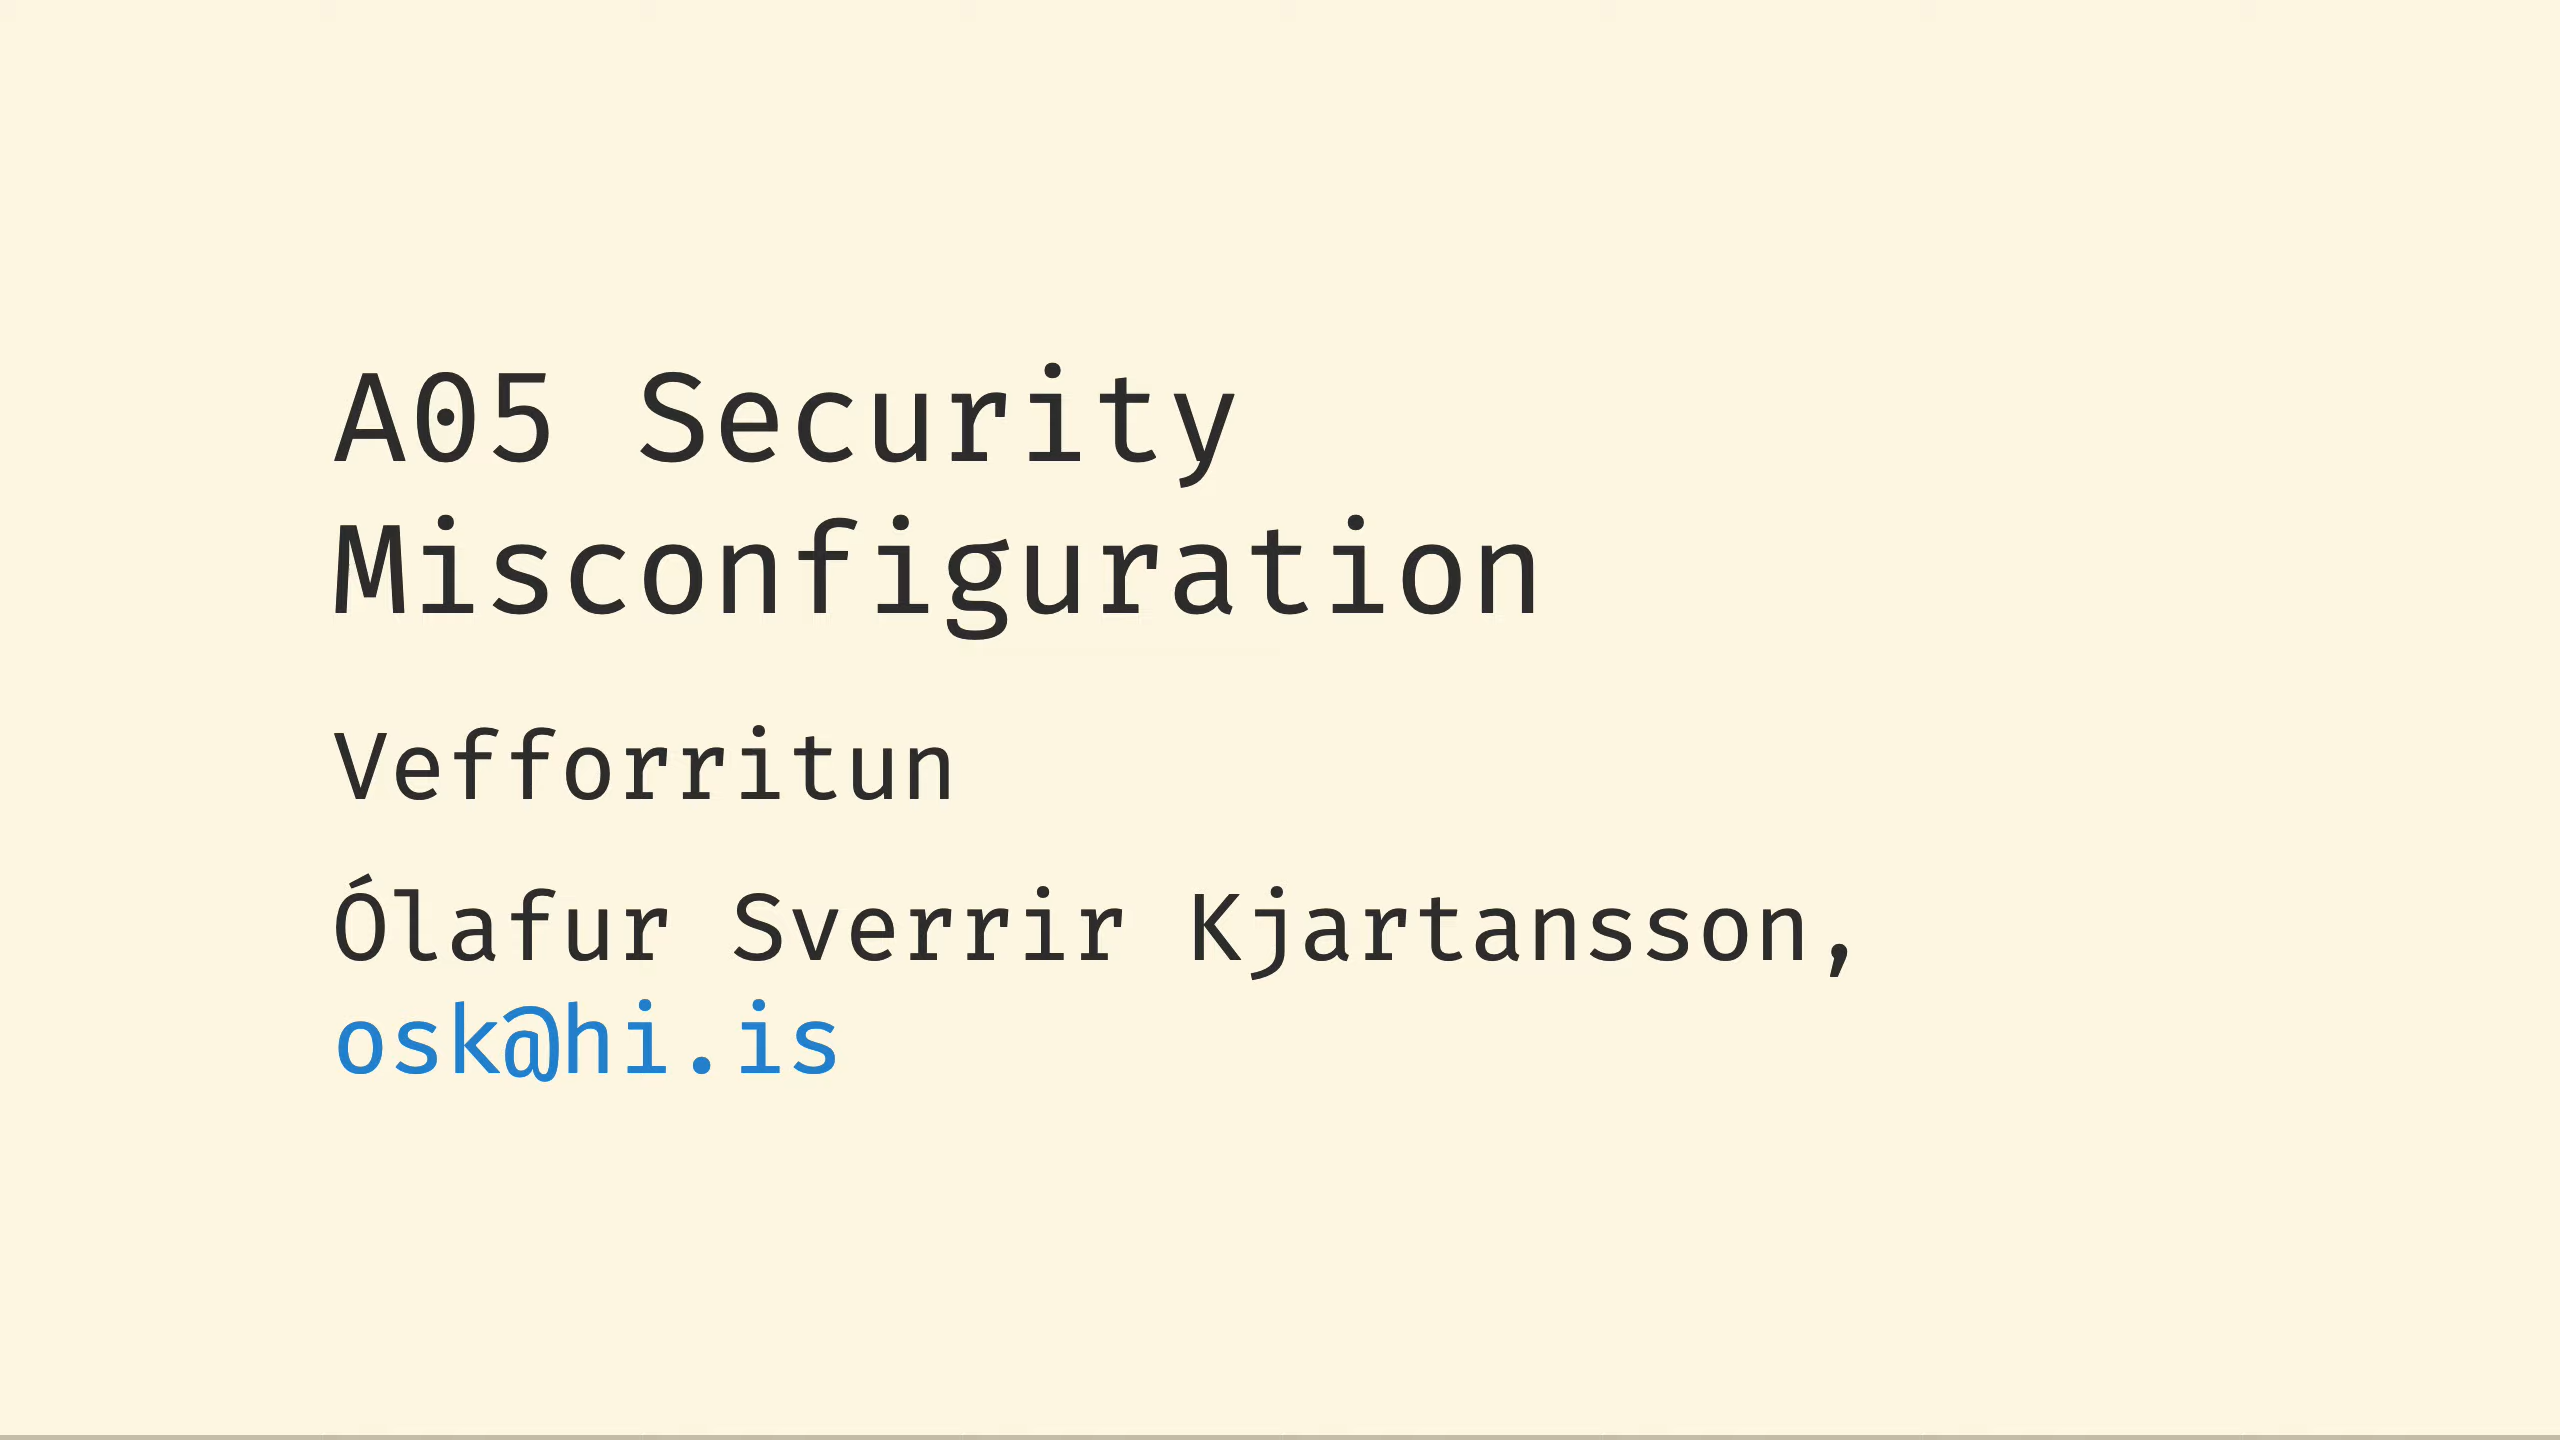 A05 Security
Misconfiguration
Vefforritun
Ólafur Sverrir Kjartansson,
osk@hi.is